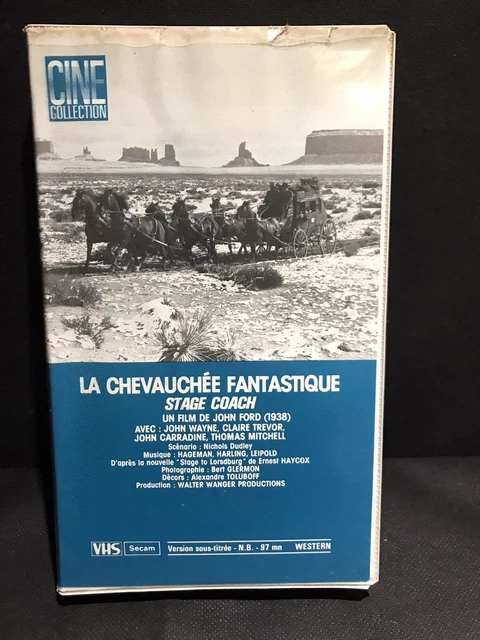 CINE
COLLECTION
LA CHEVAUCHÉE FANTASTIQUE
STAGE COACH
UN FILM DE JOHN FORD (1938)
AVEC : JOHN WAYNE, CLAIRE TREVOR,
JOHN CARRADINE, THOMAS MITCHELL
Scénario : Nichols Dudley
Musique : HAGEMAN, HARLING, LEIPOLD
D'après la nouvelle "Stage to Lorsdburg" de Ernest HAYCOX
Photographie : Bert GLERMON
Décors : Alexandre TOLUBOFF
Production : WALTER WANGER PRODUCTIONS
VHS Secam Version sous-titrée - N.B. - 97 mn WESTERN